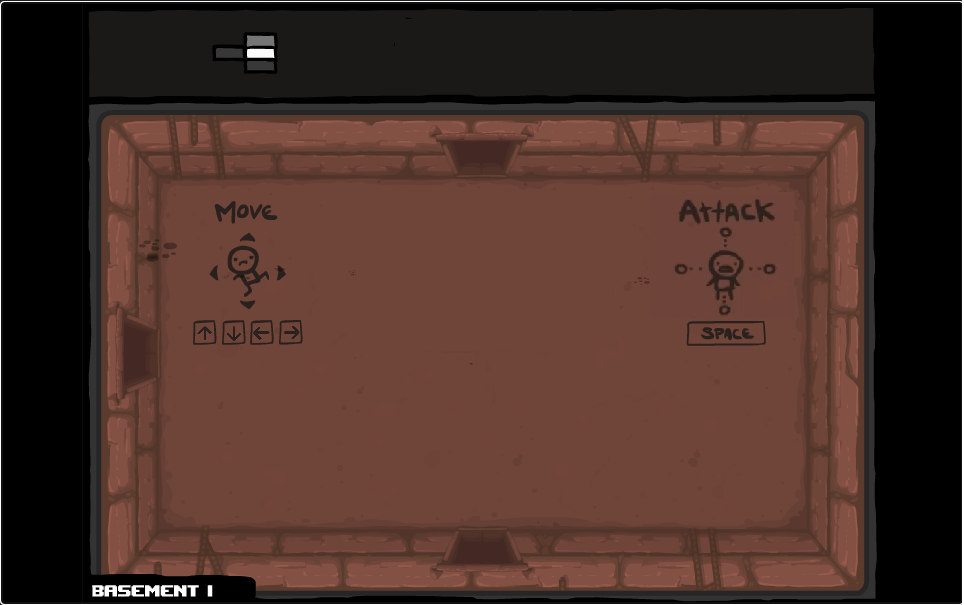 Move
Attack
↑ ↓ ← →
SPACE
BASEMENT I